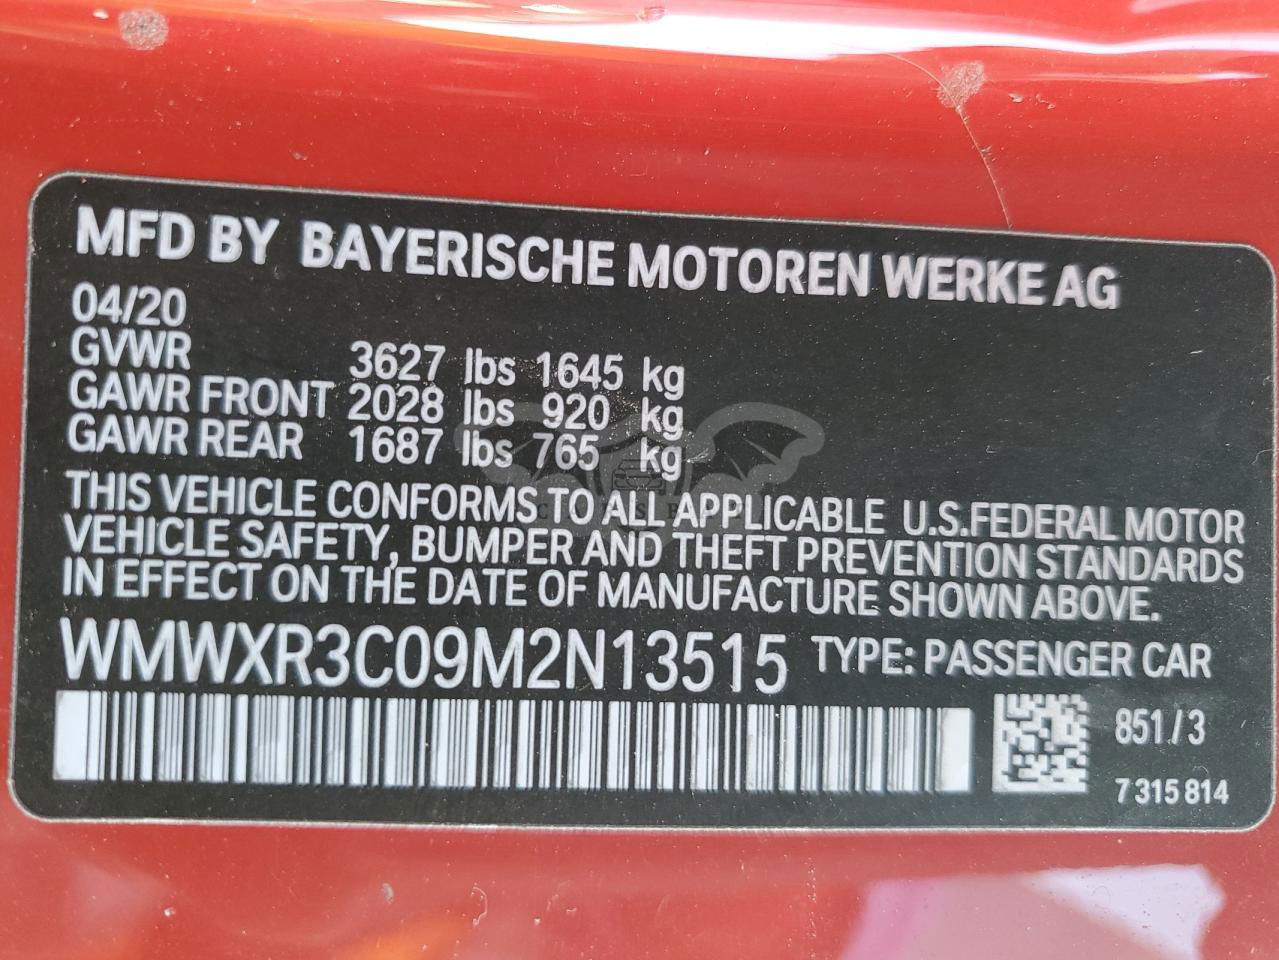 MFD BY BAYERISCHE MOTOREN WERKE AG
04/20
GVWR 3627 lbs 1645 kg
GAWR FRONT 2028 lbs 920 kg
GAWR REAR 1687 lbs 765 kg
THIS VEHICLE CONFORMS TO ALL APPLICABLE U.S.FEDERAL MOTOR
VEHICLE SAFETY, BUMPER AND THEFT PREVENTION STANDARDS
IN EFFECT ON THE DATE OF MANUFACTURE SHOWN ABOVE.
WMWXR3C09M2N13515 TYPE: PASSENGER CAR
851/3
7 315 814